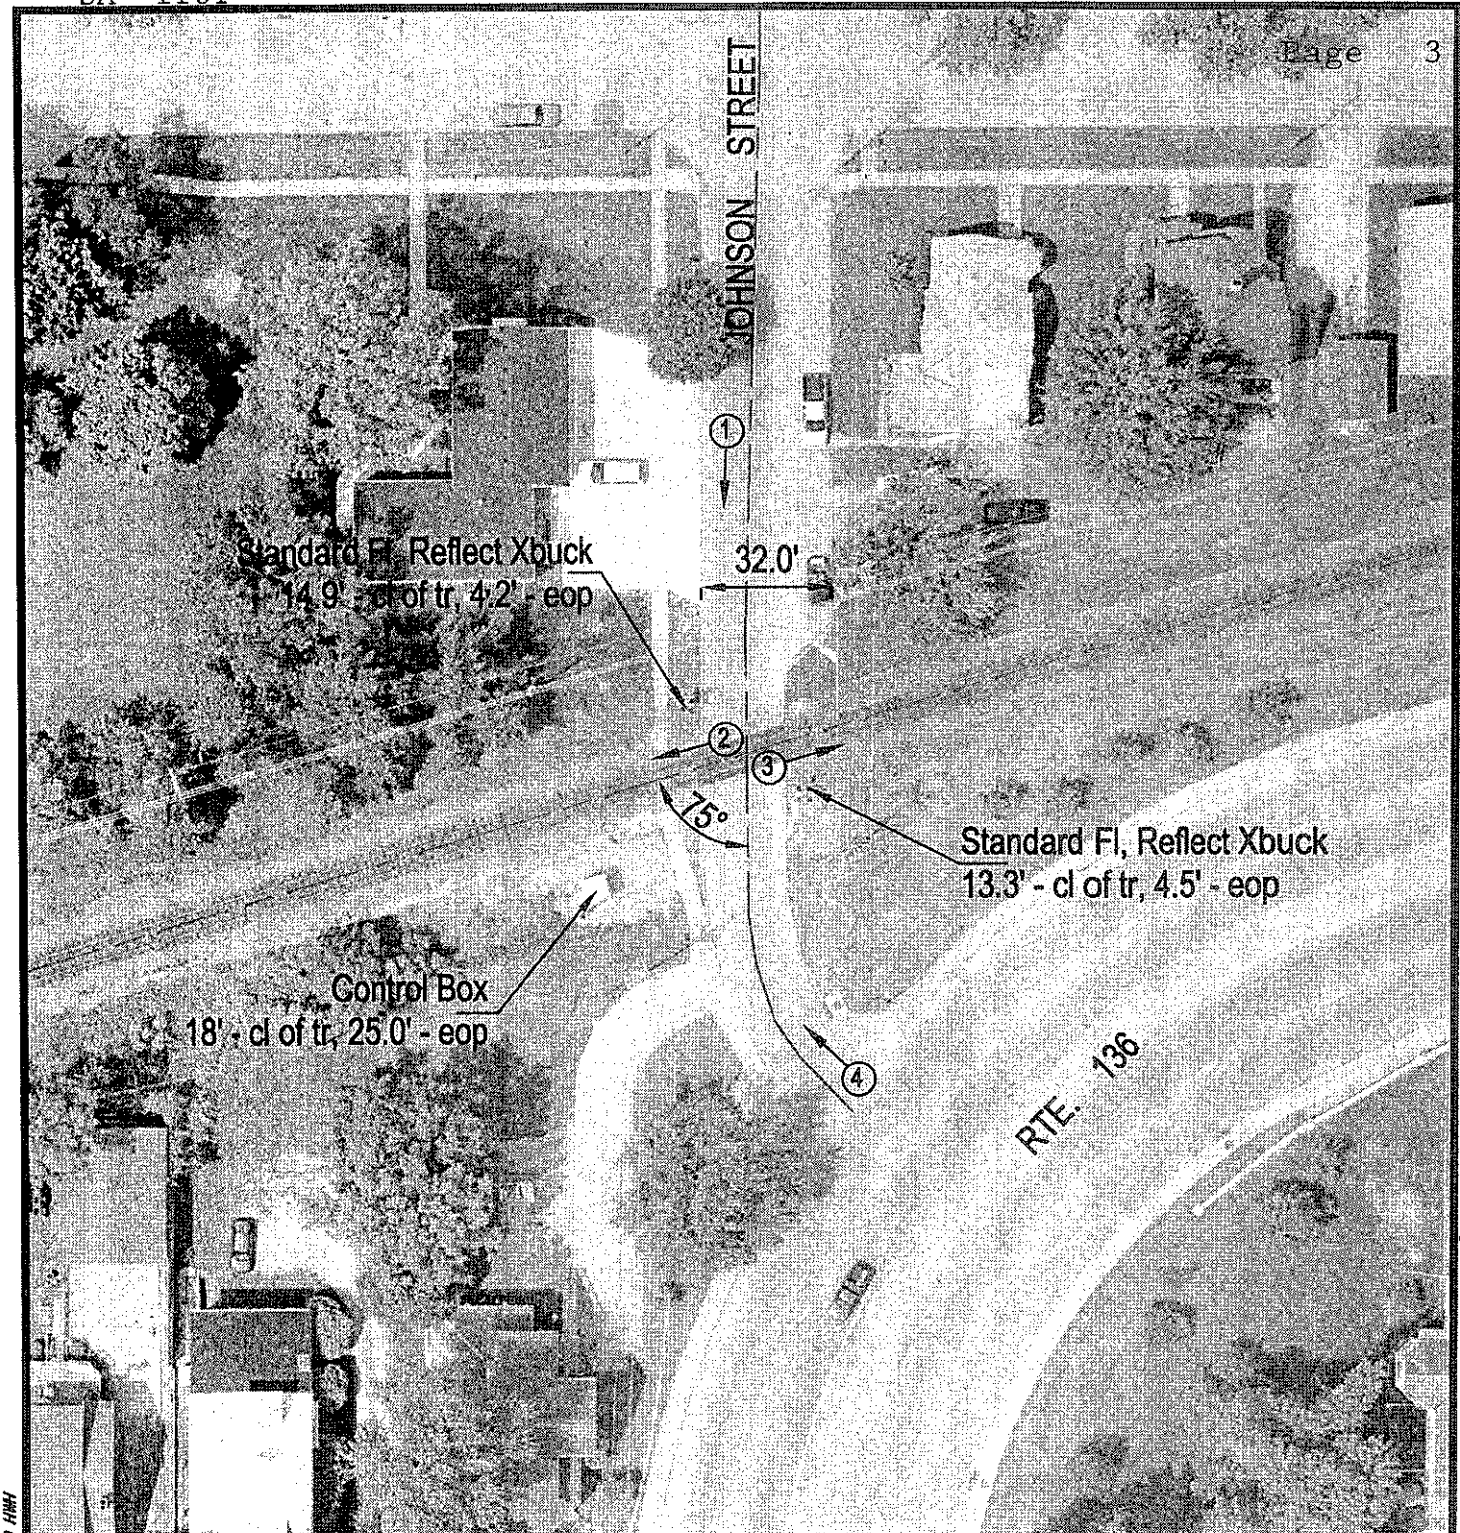 Page 3
JOHNSON STREET
1
Standard Fl, Reflect Xbuck
14.9' - cl of tr, 4.2' - eop
32.0'
2
3
75°
Standard Fl, Reflect Xbuck
13.3' - cl of tr, 4.5' - eop
Control Box
18' - cl of tr, 25.0' - eop
4
RTE. 136